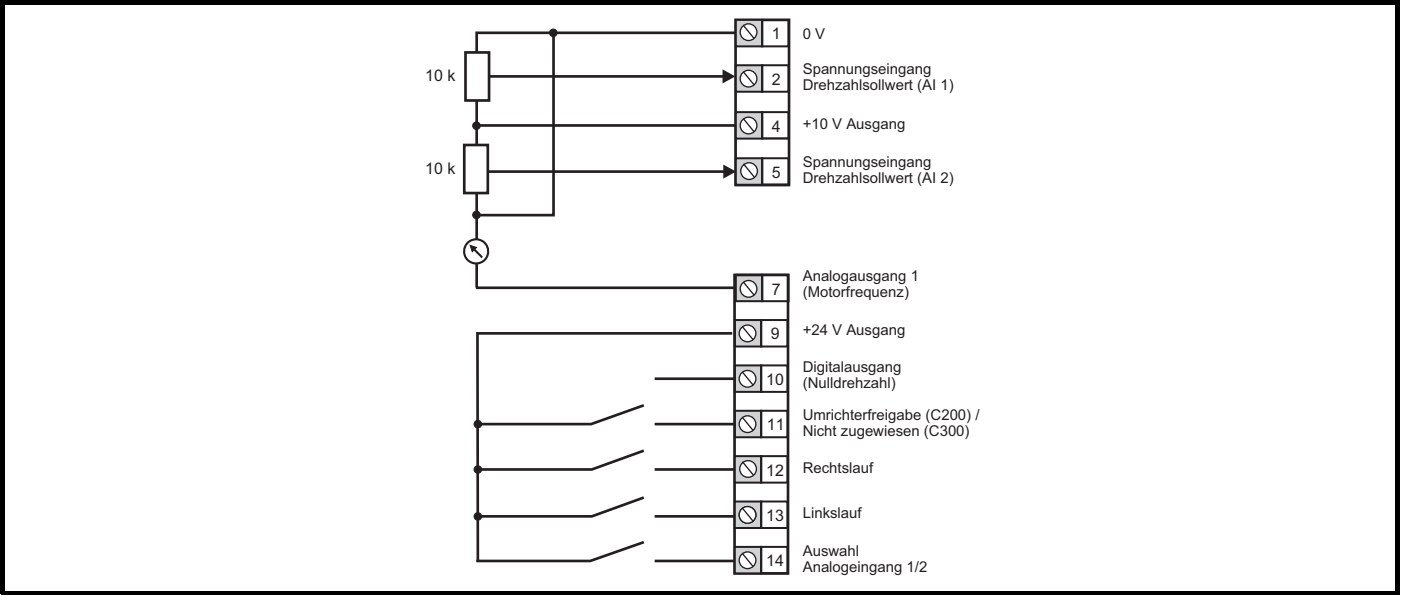 1 0 V
10 k
2 Spannungseingang
Drehzahlsollwert (AI 1)
4 +10 V Ausgang
10 k
5 Spannungseingang
Drehzahlsollwert (AI 2)
7 Analogausgang 1
(Motorfrequenz)
9 +24 V Ausgang
10 Digitalausgang
(Nulldrehzahl)
11 Umrichterfreigabe (C200) /
Nicht zugewiesen (C300)
12 Rechtslauf
13 Linkslauf
14 Auswahl
Analogeingang 1/2